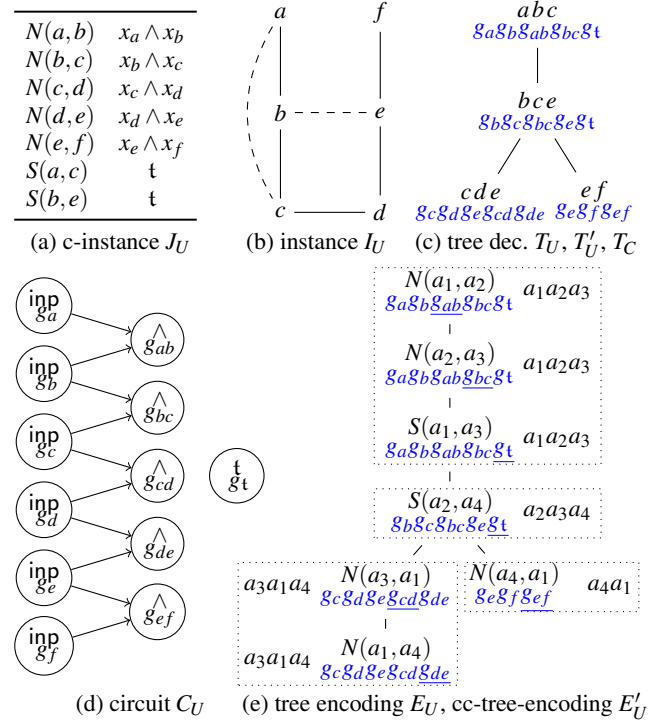 N(a,b) x_a ∧ x_b
N(b,c) x_b ∧ x_c
N(c,d) x_c ∧ x_d
N(d,e) x_d ∧ x_e
N(e,f) x_e ∧ x_f
S(a,c) 𝔱
S(b,e) 𝔱
(a) c-instance J_U
a f
b e
c d
(b) instance I_U
abc
g_a g_b g_ab g_bc g_𝔱
bce
g_b g_c g_bc g_e g_𝔱
cde ef
g_c g_d g_e g_cd g_de g_e g_f g_ef
(c) tree dec. T_U, T′_U, T_C
inp
g_a
∧
g_ab
inp
g_b
∧
g_bc
inp
g_c
∧
g_cd
𝔱
g_𝔱
inp
g_d
∧
g_de
inp
g_e
∧
g_ef
inp
g_f
(d) circuit C_U
N(a_1,a_2) a_1a_2a_3
g_a g_b g_ab g_bc g_𝔱
N(a_2,a_3) a_1a_2a_3
g_a g_b g_ab g_bc g_𝔱
S(a_1,a_3) a_1a_2a_3
g_a g_b g_ab g_bc g_𝔱
S(a_2,a_4) a_2a_3a_4
g_b g_c g_bc g_e g_𝔱
a_3a_1a_4 N(a_3,a_1) N(a_4,a_1) a_4a_1
g_c g_d g_e g_cd g_de g_e g_f g_ef
a_3a_1a_4 N(a_1,a_4)
g_c g_d g_e g_cd g_de
(e) tree encoding E_U, cc-tree-encoding E′_U